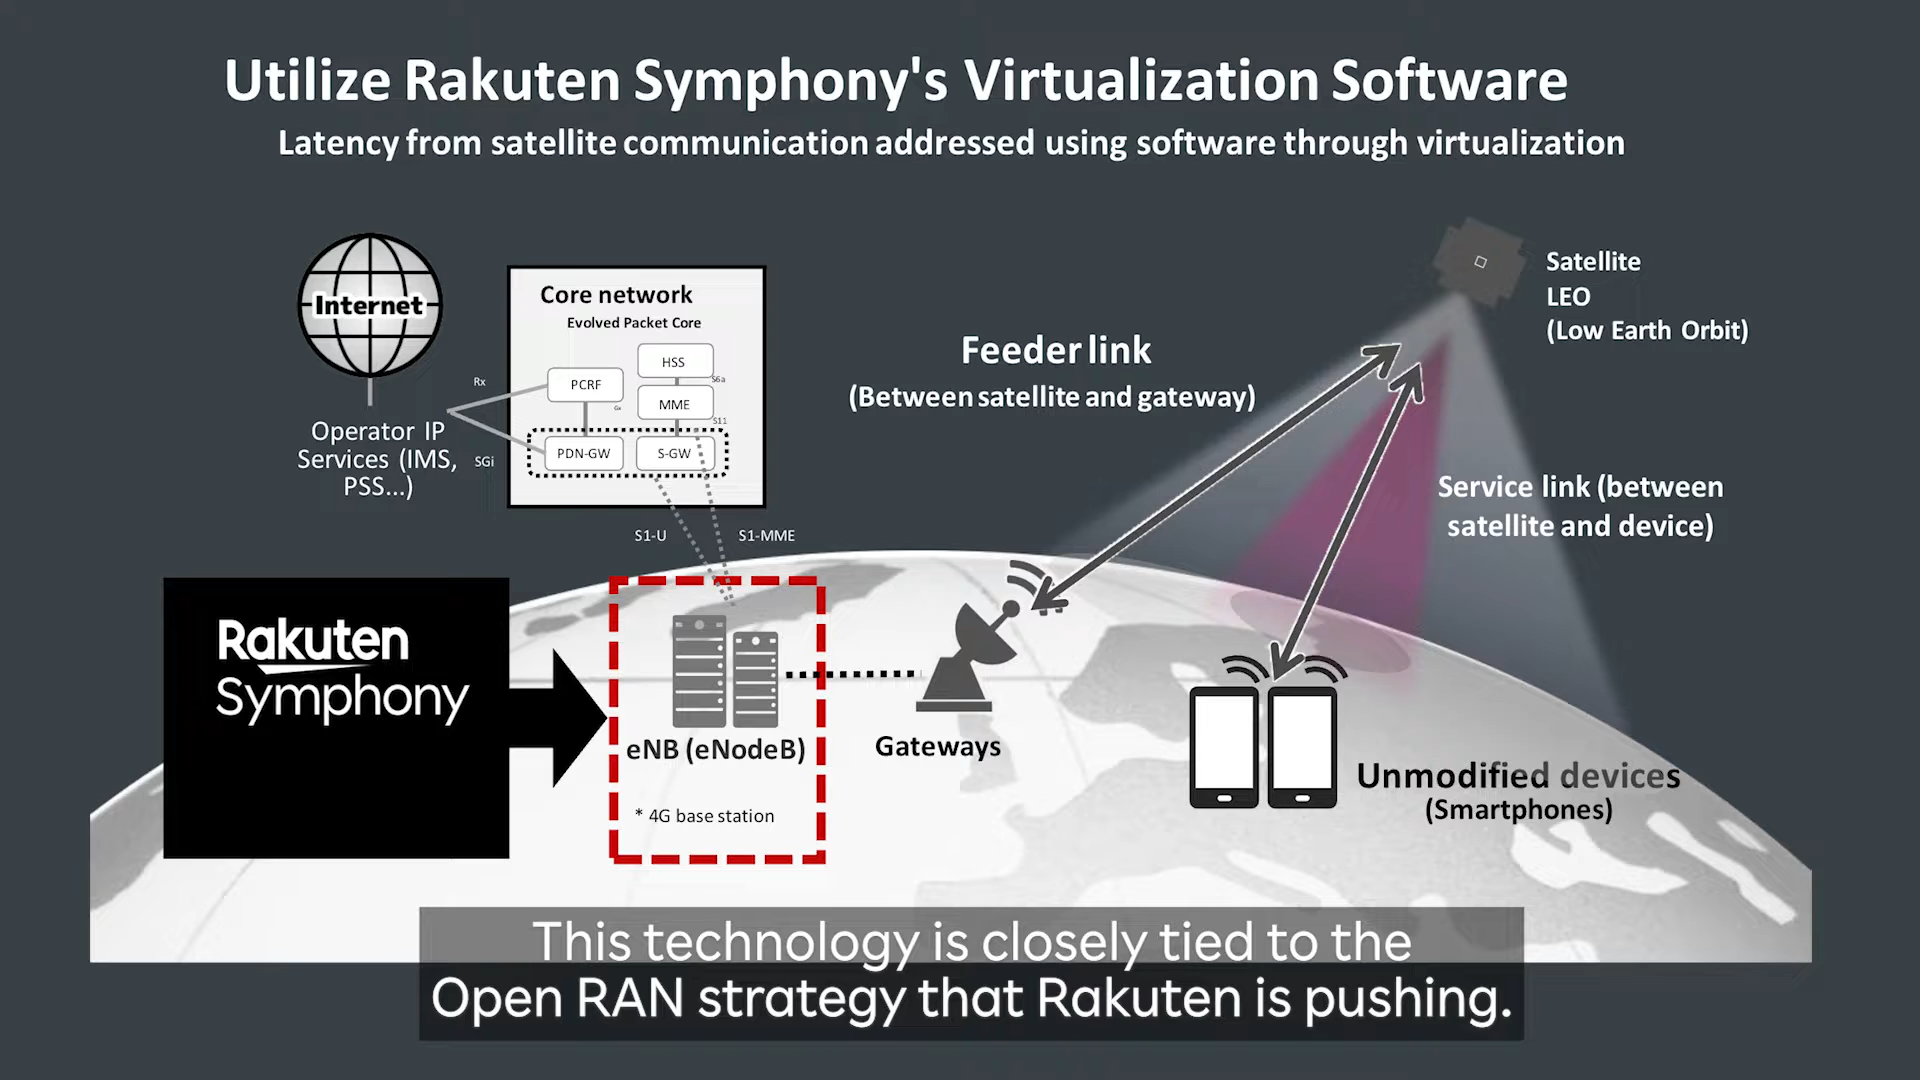 Utilize Rakuten Symphony's Virtualization Software
Latency from satellite communication addressed using software through virtualization
Internet
Operator IP
Services (IMS,
PSS...)
Rx
SGi
Core network
Evolved Packet Core
HSS
S6a
PCRF
MME
Gx
S11
PDN-GW
S-GW
S1-U
S1-MME
Feeder link
(Between satellite and gateway)
Satellite
LEO
(Low Earth Orbit)
Service link (between
satellite and device)
Rakuten
Symphony
eNB (eNodeB)
* 4G base station
Gateways
Unmodified devices
(Smartphones)
This technology is closely tied to the
Open RAN strategy that Rakuten is pushing.